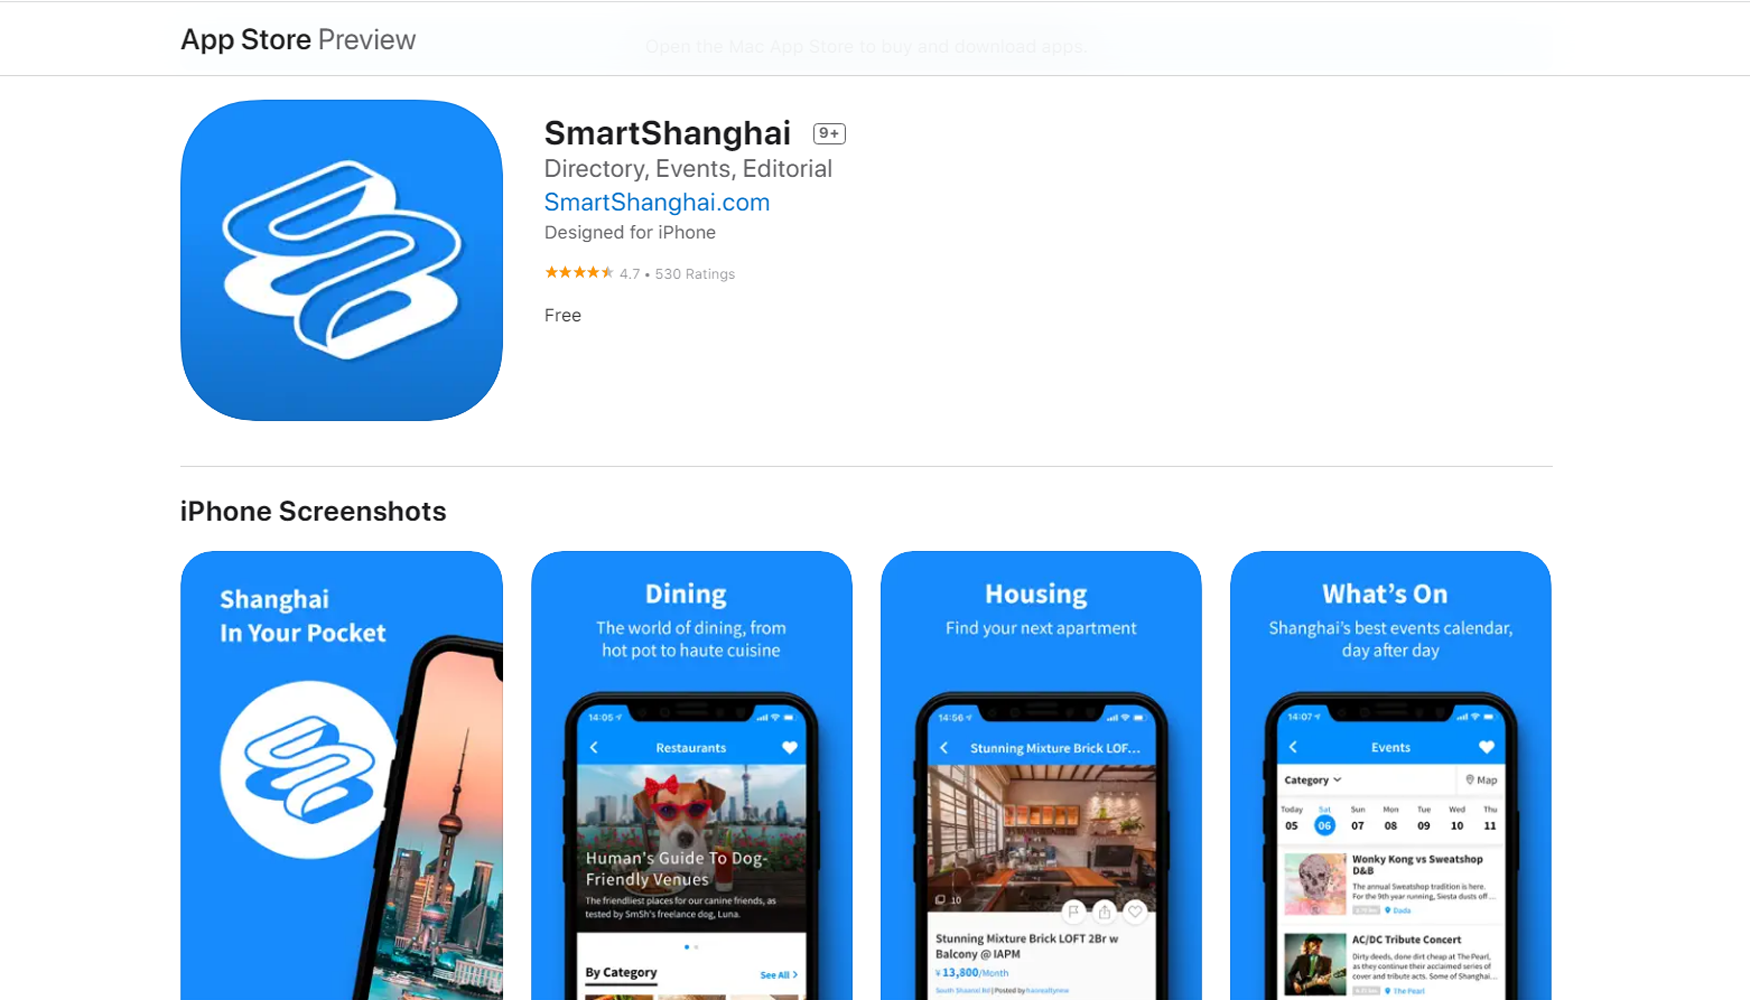 App Store Preview
Open the Mac App Store to buy and download apps.
SmartShanghai 9+
Directory, Events, Editorial
SmartShanghai.com
Designed for iPhone
4.7 • 530 Ratings
Free
iPhone Screenshots
Shanghai
In Your Pocket
Dining
The world of dining, from
hot pot to haute cuisine
14:05
Restaurants
Human's Guide To Dog-
Friendly Venues
The friendliest places for our canine friends, as
tested by SmSh's freelance dog, Luna.
By Category
See All >
Housing
Find your next apartment
14:56
Stunning Mixture Brick LOF...
10
Stunning Mixture Brick LOFT 2Br w
Balcony @ IAPM
¥ 13,800/Month
South Shaanxi Rd | Posted by
What's On
Shanghai's best events calendar,
day after day
14:07
Events
Category
Map
Today Sat Sun Mon Tue Wed Thu
05 06 07 08 09 10 11
Wonky Kong vs Sweatshop
D&B
The annual Sweatshop tradition is here.
For the 9th year running, Siesta dusts off...
Dada
AC/DC Tribute Concert
Dirty deeds, done dirt cheap at The Pearl,
as they continue their acclaimed series of
cover and tribute acts. Some of Shanghai...
The Pearl